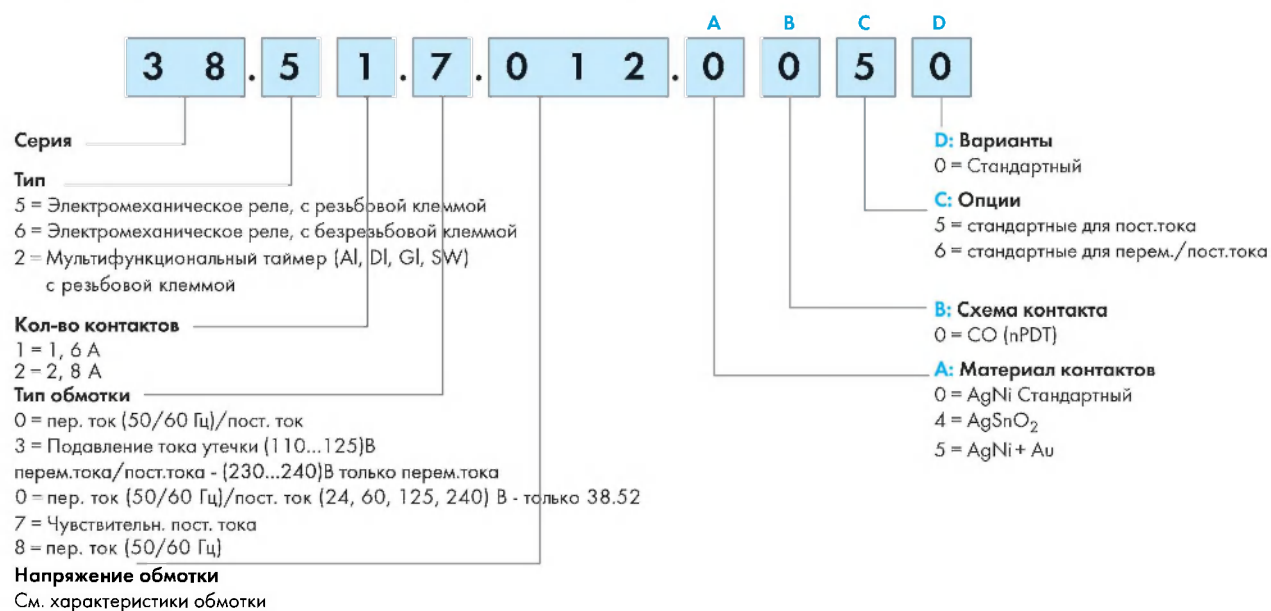 A B C D
3 8 . 5 1 . 7 . 0 1 2 . 0 0 5 0
Серия
Тип
5 = Электромеханическое реле, с резьбовой клеммой
6 = Электромеханическое реле, с безрезьбовой клеммой
2 = Мультифункциональный таймер (AI, DI, GI, SW)
с резьбовой клеммой
Кол-во контактов
1 = 1, 6 А
2 = 2, 8 А
Тип обмотки
0 = пер. ток (50/60 Гц)/пост. ток
3 = Подавление тока утечки (110...125)В
перем.тока/пост.тока - (230...240)В только перем.тока
0 = пер. ток (50/60 Гц)/пост. ток (24, 60, 125, 240) В - только 38.52
7 = Чувствительн. пост. тока
8 = пер. ток (50/60 Гц)
Напряжение обмотки
См. характеристики обмотки
D: Варианты
0 = Стандартный
C: Опции
5 = стандартные для пост.тока
6 = стандартные для перем./пост.тока
B: Схема контакта
0 = CO (nPDT)
A: Материал контактов
0 = AgNi Стандартный
4 = AgSnO₂
5 = AgNi + Au